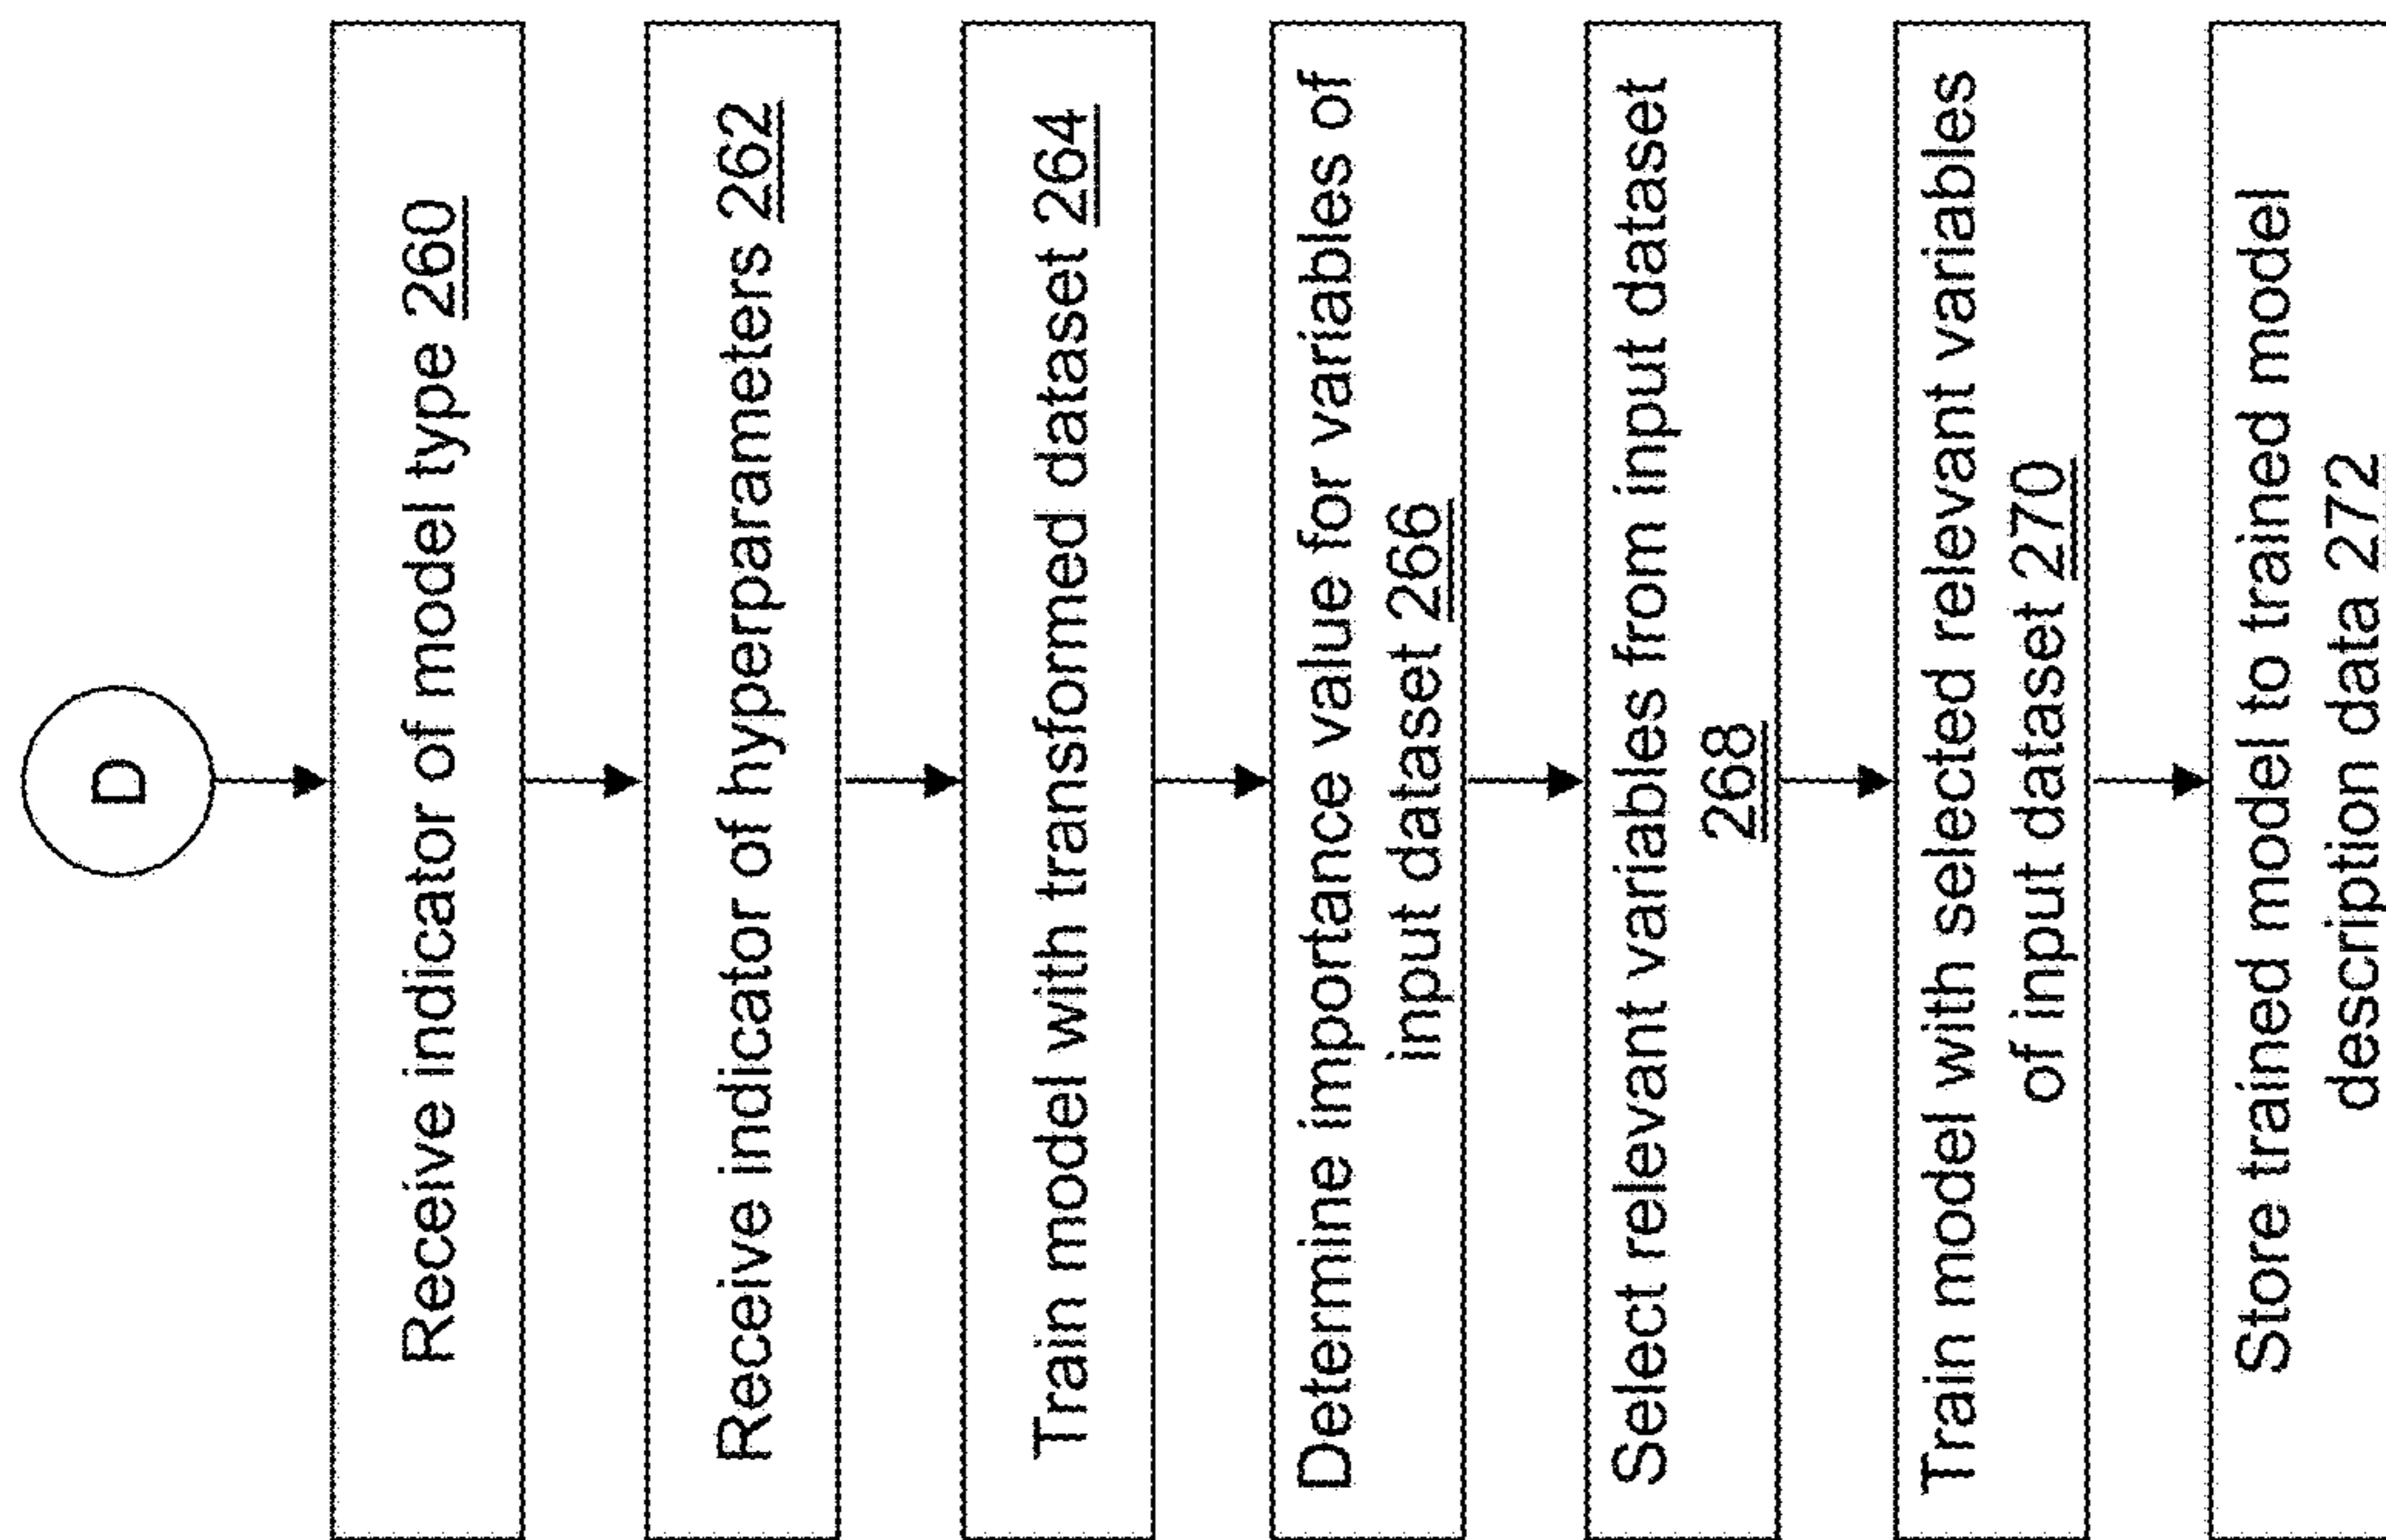 D
Receive indicator of model type 260
Receive indicator of hyperparameters 262
Train model with transformed dataset 264
Determine importance value for variables of
input dataset 266
Select relevant variables from input dataset
268
Train model with selected relevant variables
of input dataset 270
Store trained model to trained model
description data 272